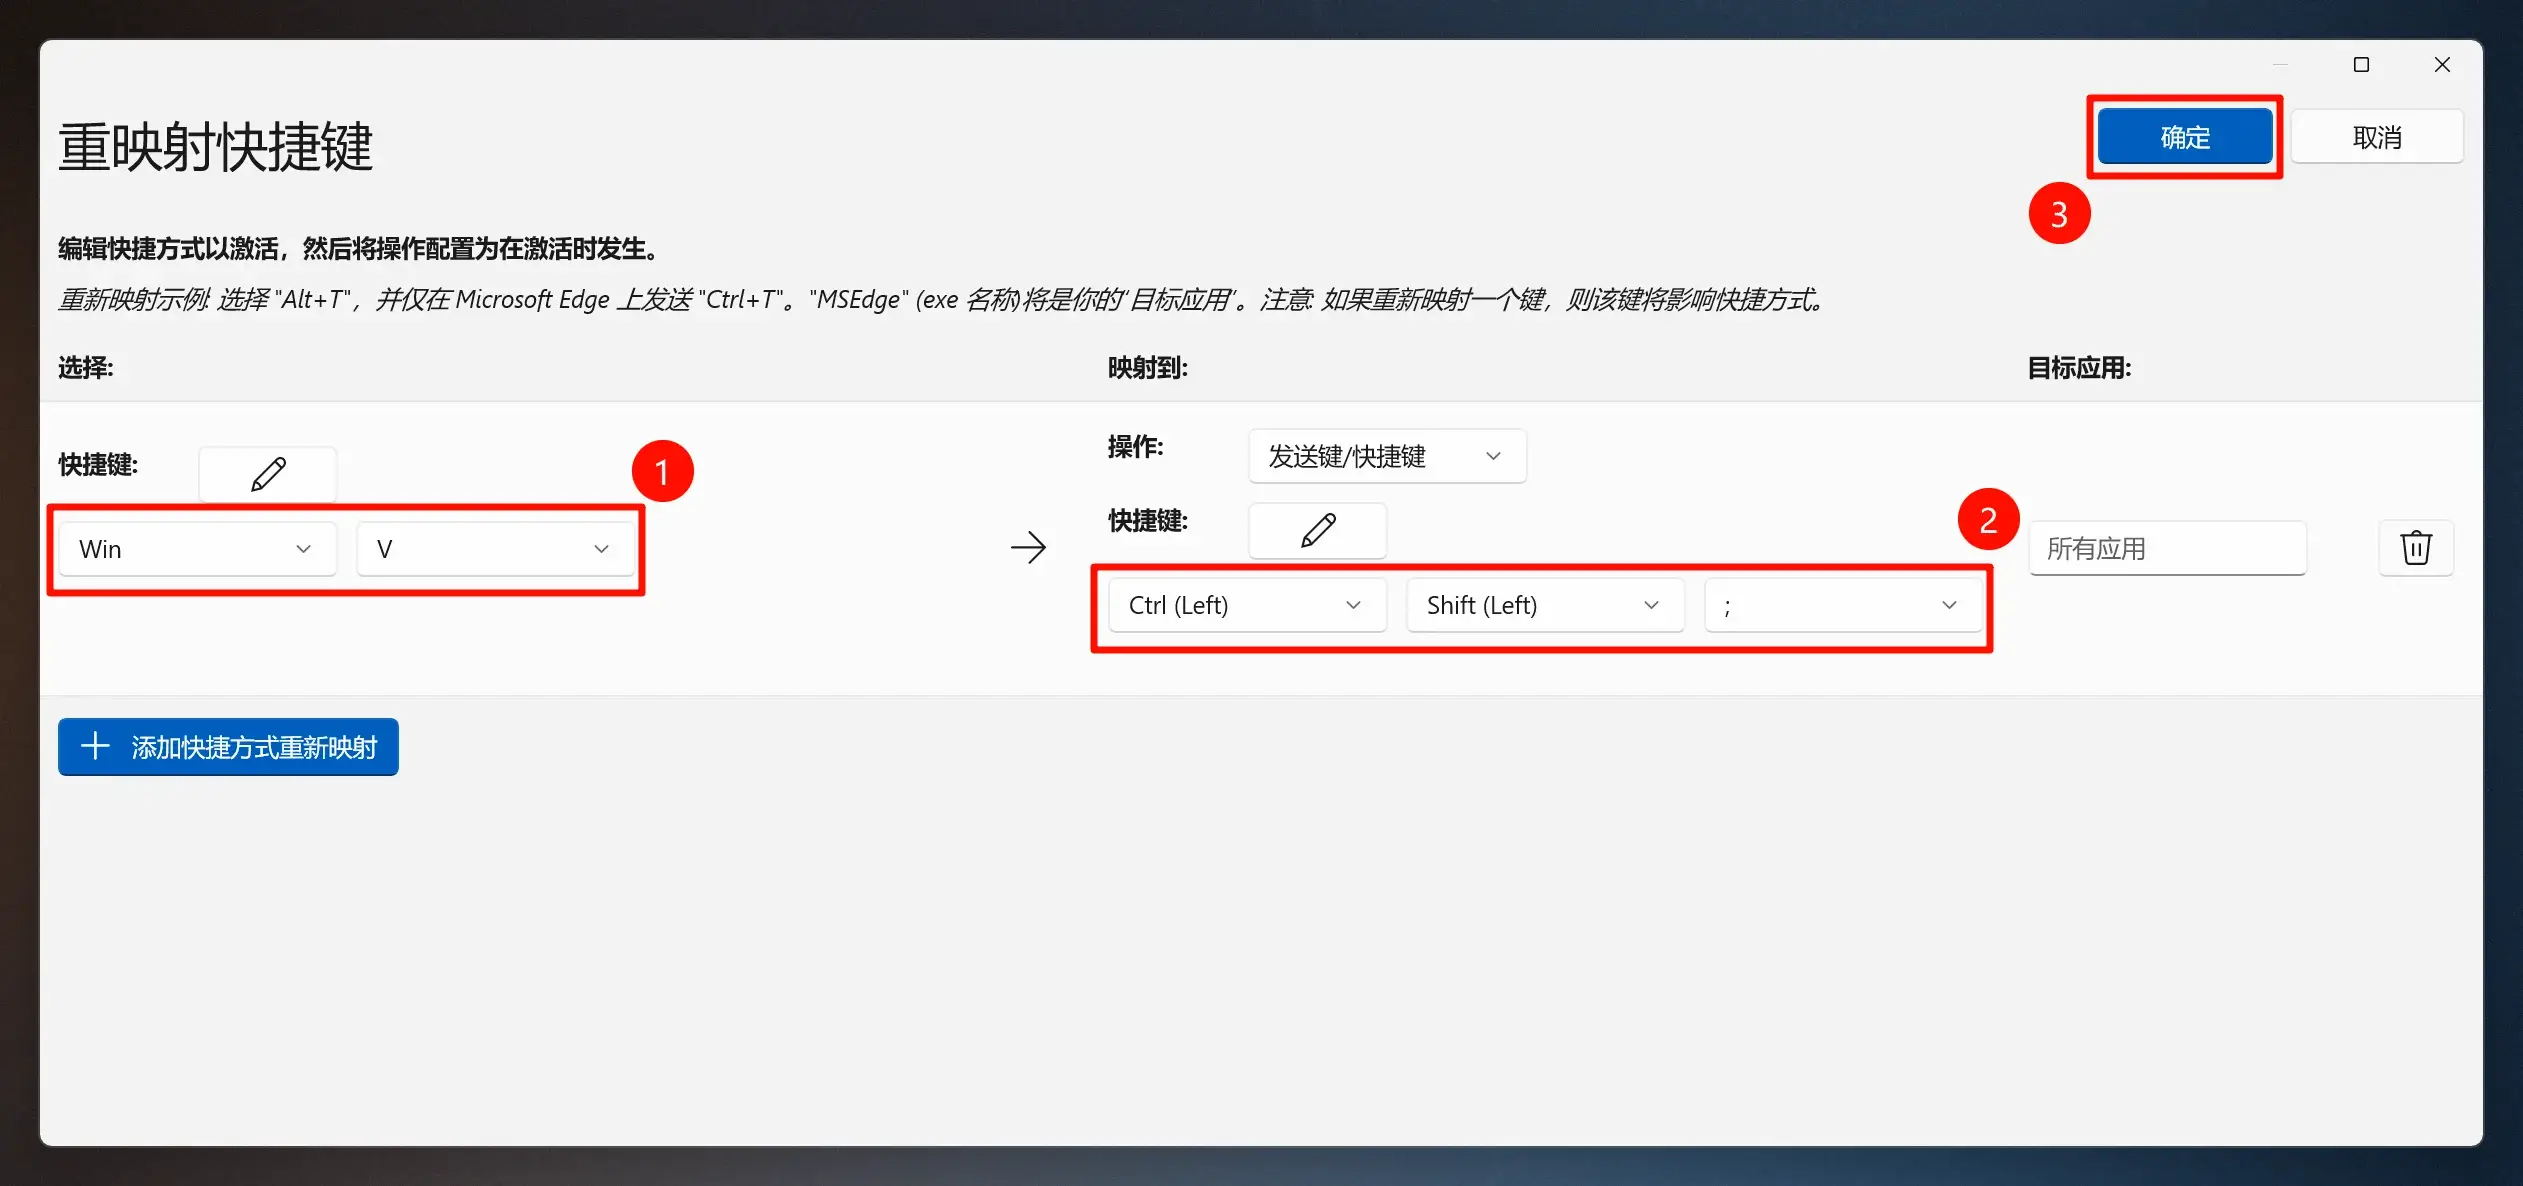 重映射快捷键
确定
取消
3
编辑快捷方式以激活，然后将操作配置为在激活时发生。
重新映射示例: 选择 "Alt+T"，并仅在 Microsoft Edge 上发送 "Ctrl+T"。"MSEdge" (exe 名称)将是你的‘目标应用’。注意: 如果重新映射一个键，则该键将影响快捷方式。
选择:
映射到:
目标应用:
操作:
发送键/快捷键
快捷键:
1
快捷键:
2
Win
V
所有应用
Ctrl (Left)
Shift (Left)
;
添加快捷方式重新映射